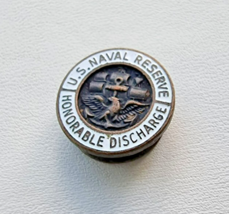 U.S. NAVAL RESERVE
HONORABLE DISCHARGE